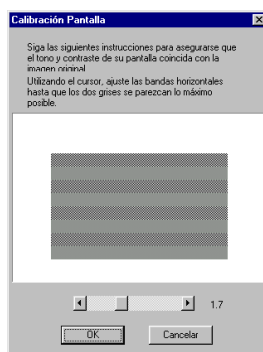 Calibración Pantalla
Siga las siguientes instrucciones para asegurarse que
el tono y contraste de su pantalla coincida con la
imagen original.
Utilizando el cursor, ajuste las bandas horizontales
hasta que los dos grises se parezcan lo máximo
posible.
1.7
OK
Cancelar